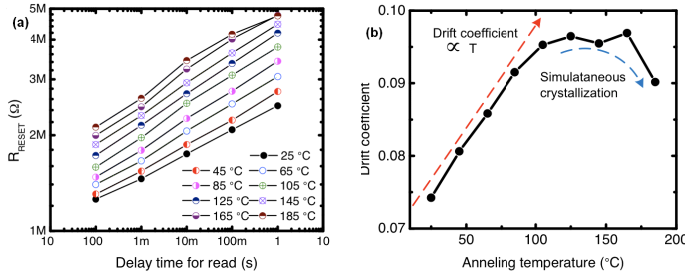 (a)
5M
3M
2M
1M
R_RESET (Ω)
10
100
1m
10m
100m
1
10
Delay time for read (s)
25 °C
45 °C
65 °C
85 °C
105 °C
125 °C
145 °C
165 °C
185 °C
(b)
0.10
0.09
0.08
0.07
Drift coefficient
Drift coefficient
∝ T
Simulataneous
crystallization
50
100
150
200
Anneling temperature (°C)